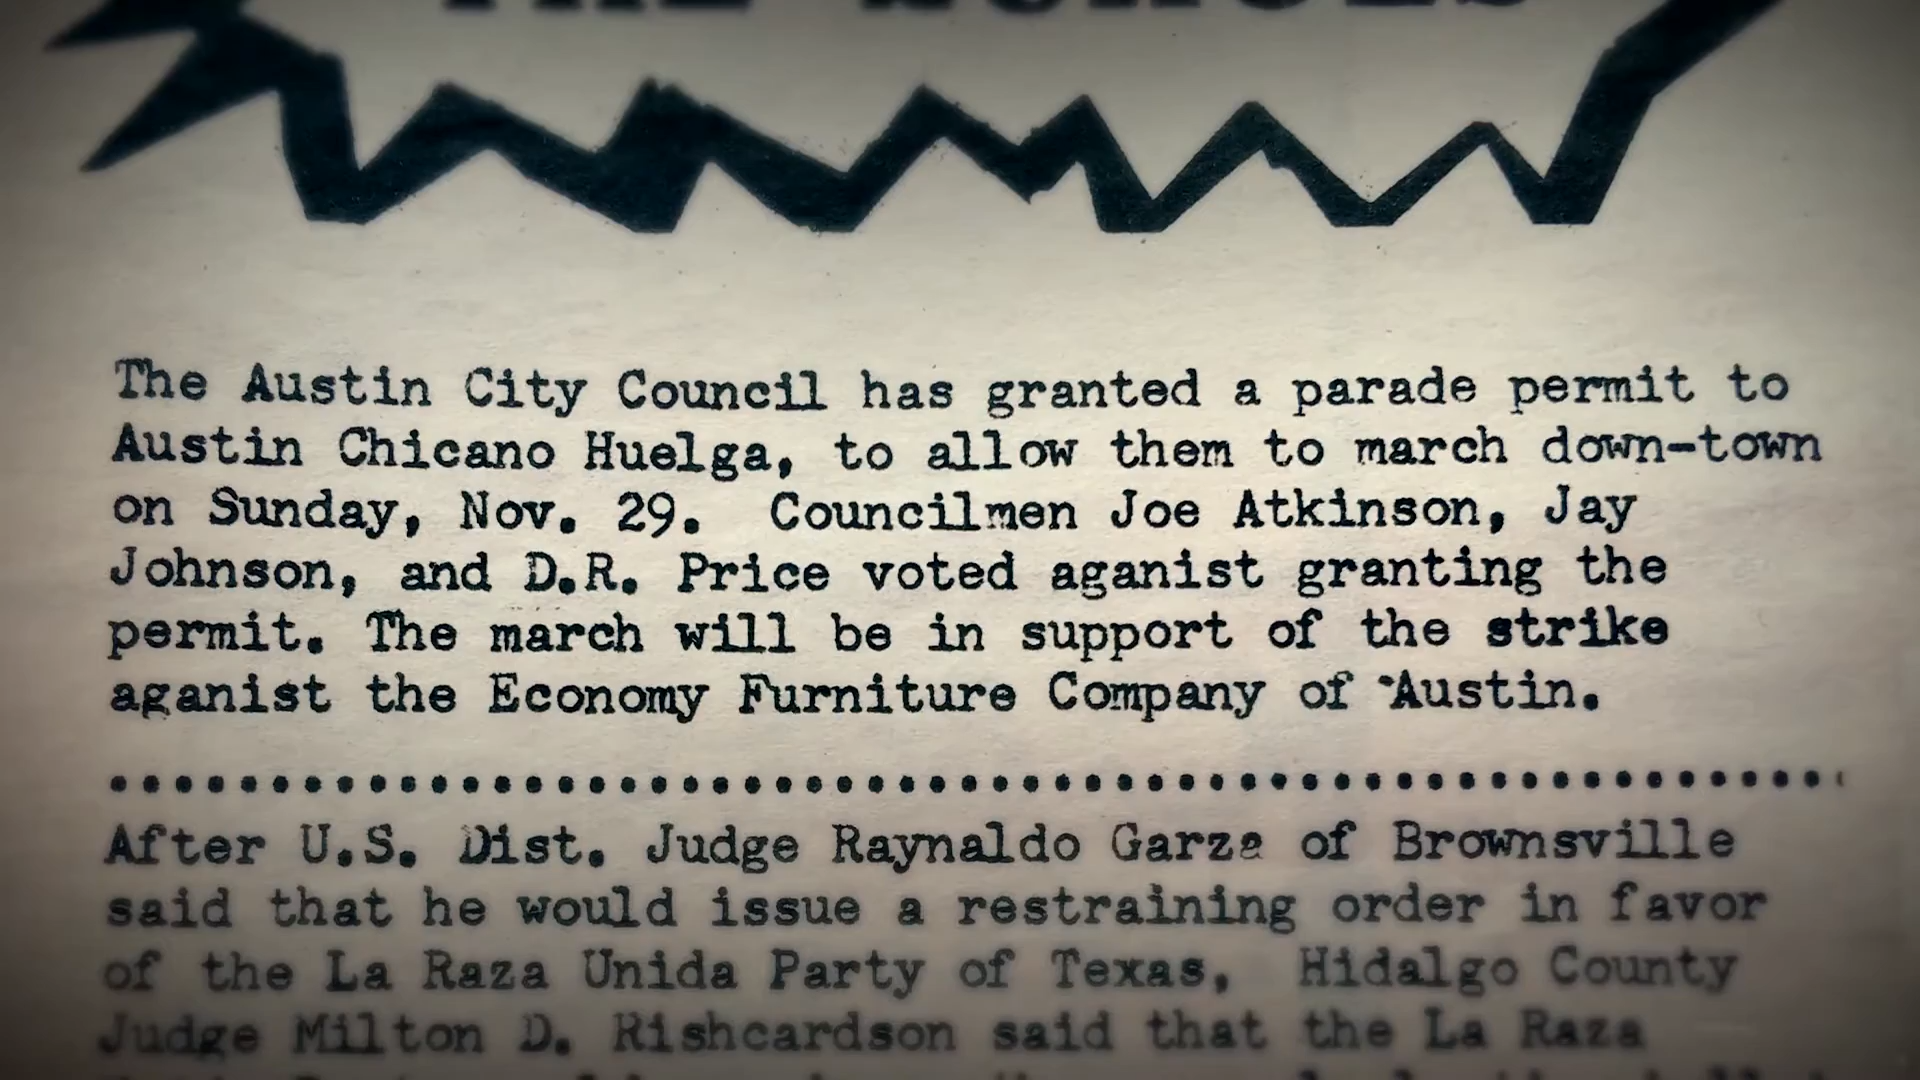 The Austin City Council has granted a parade permit to
Austin Chicano Huelga, to allow them to march down-town
on Sunday, Nov. 29. Councilmen Joe Atkinson, Jay
Johnson, and D.R. Price voted aganist granting the
permit. The march will be in support of the strike
aganist the Economy Furniture Company of Austin.
After U.S. Dist. Judge Raynaldo Garza of Brownsville
said that he would issue a restraining order in favor
of the La Raza Unida Party of Texas, Hidalgo County
Judge Milton D. Rishcardson said that the La Raza